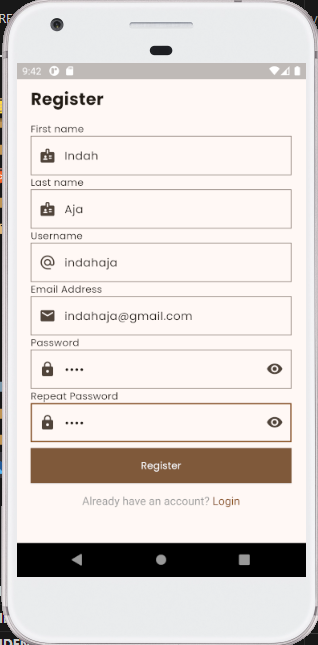 9:42
Register
First name
Indah
Last name
Aja
Username
indahaja
Email Address
indahaja@gmail.com
Password
••••
Repeat Password
••••
Register
Already have an account? Login